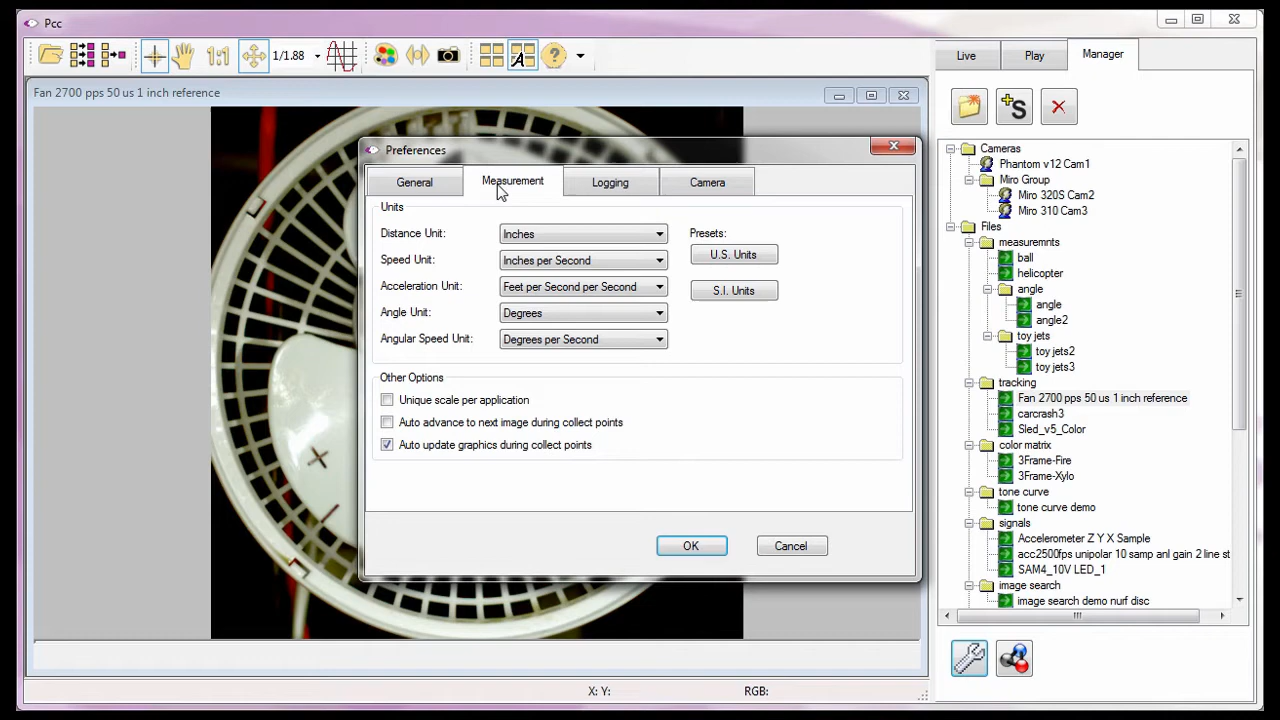 Pcc
1/1.88
Live
Play
Manager
Fan 2700 pps 50 us 1 inch reference
Preferences
General
Measurement
Logging
Camera
Units
Distance Unit:
Inches
Presets:
Speed Unit:
Inches per Second
U.S. Units
Acceleration Unit:
Feet per Second per Second
S.I. Units
Angle Unit:
Degrees
Angular Speed Unit:
Degrees per Second
Other Options
Unique scale per application
Auto advance to next image during collect points
Auto update graphics during collect points
OK
Cancel
Cameras
Phantom v12 Cam1
Miro Group
Miro 320S Cam2
Miro 310 Cam3
Files
measuremnts
ball
helicopter
angle
angle
angle2
toy jets
toy jets2
toy jets3
tracking
Fan 2700 pps 50 us 1 inch reference
carcrash3
Sled_v5_Color
color matrix
3Frame-Fire
3Frame-Xylo
tone curve
tone curve demo
signals
Accelerometer Z Y X Sample
acc2500fps unipolar 10 samp anl gain 2 line st
SAM4_10V LED_1
image search
image search demo nurf disc
X: Y:
RGB: